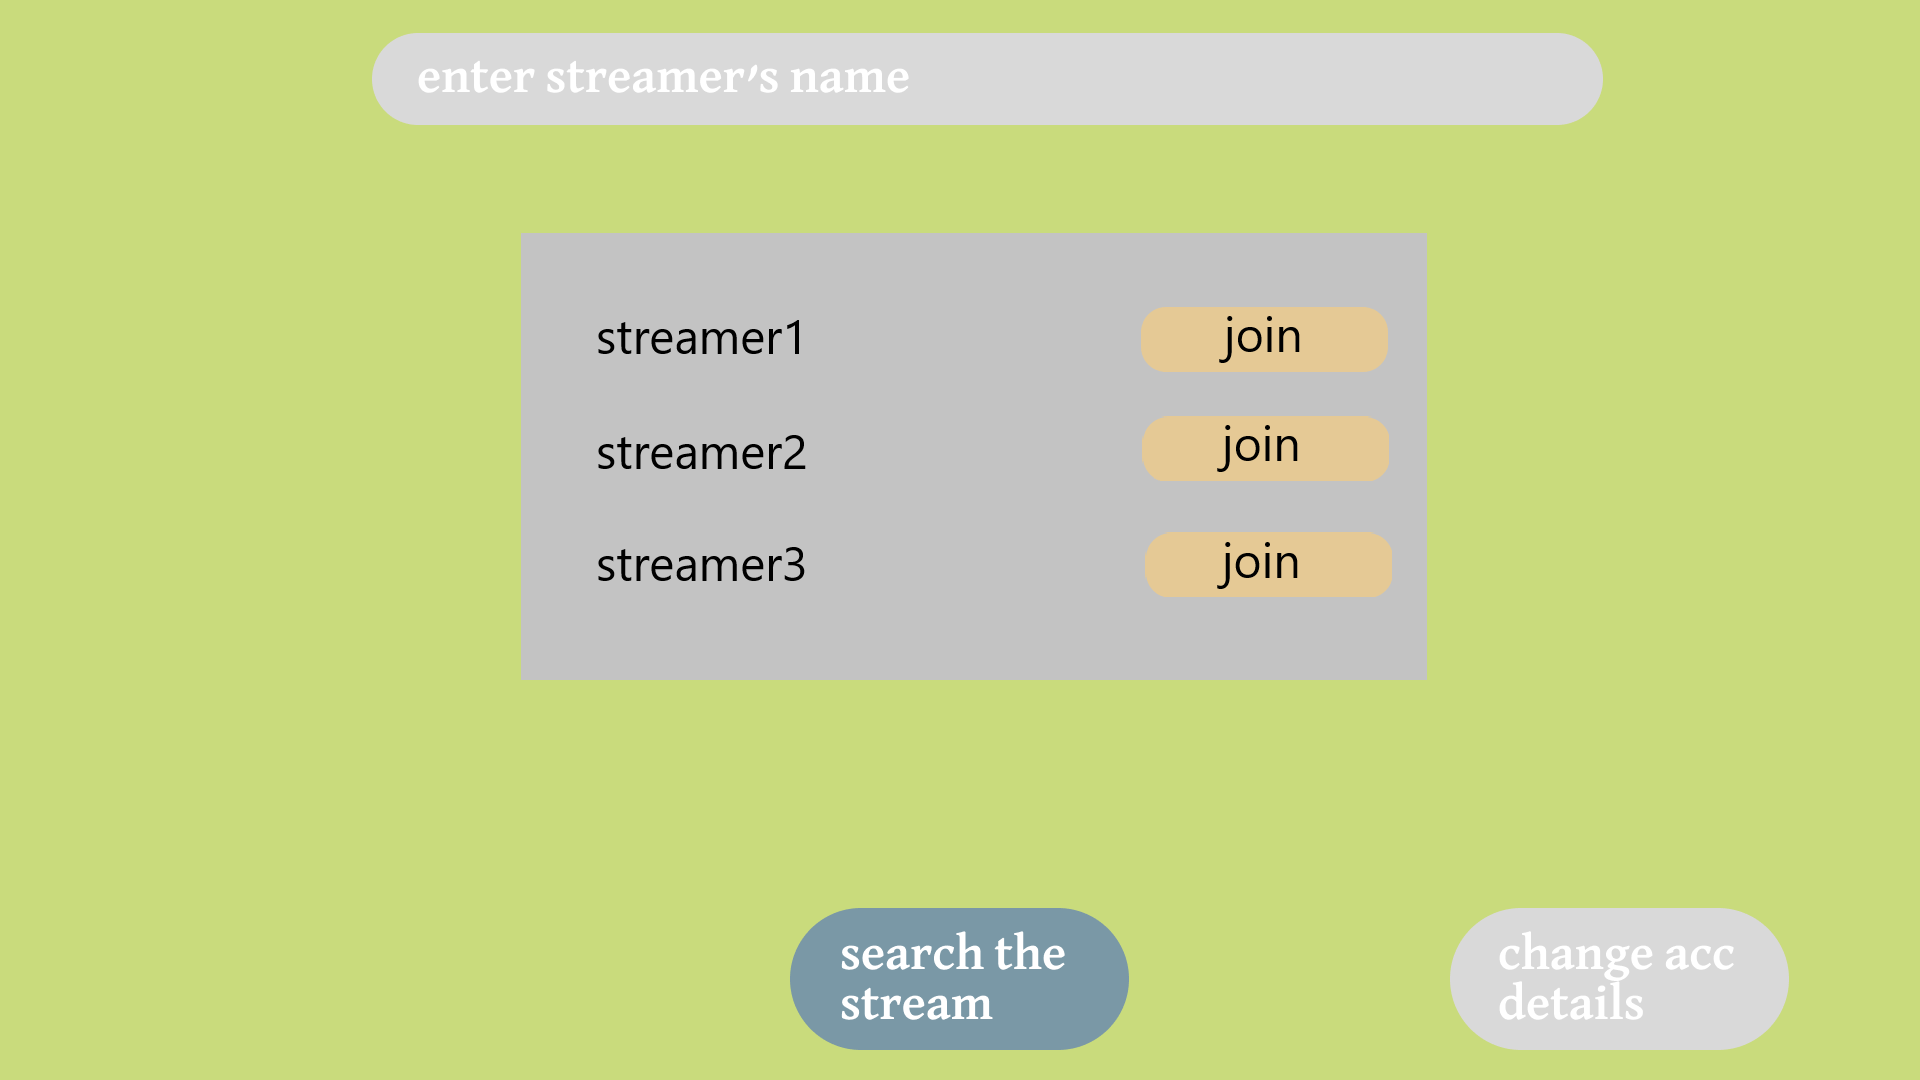 enter streamer's name
streamer1 join
streamer2 join
streamer3 join
search the
stream
change acc
details